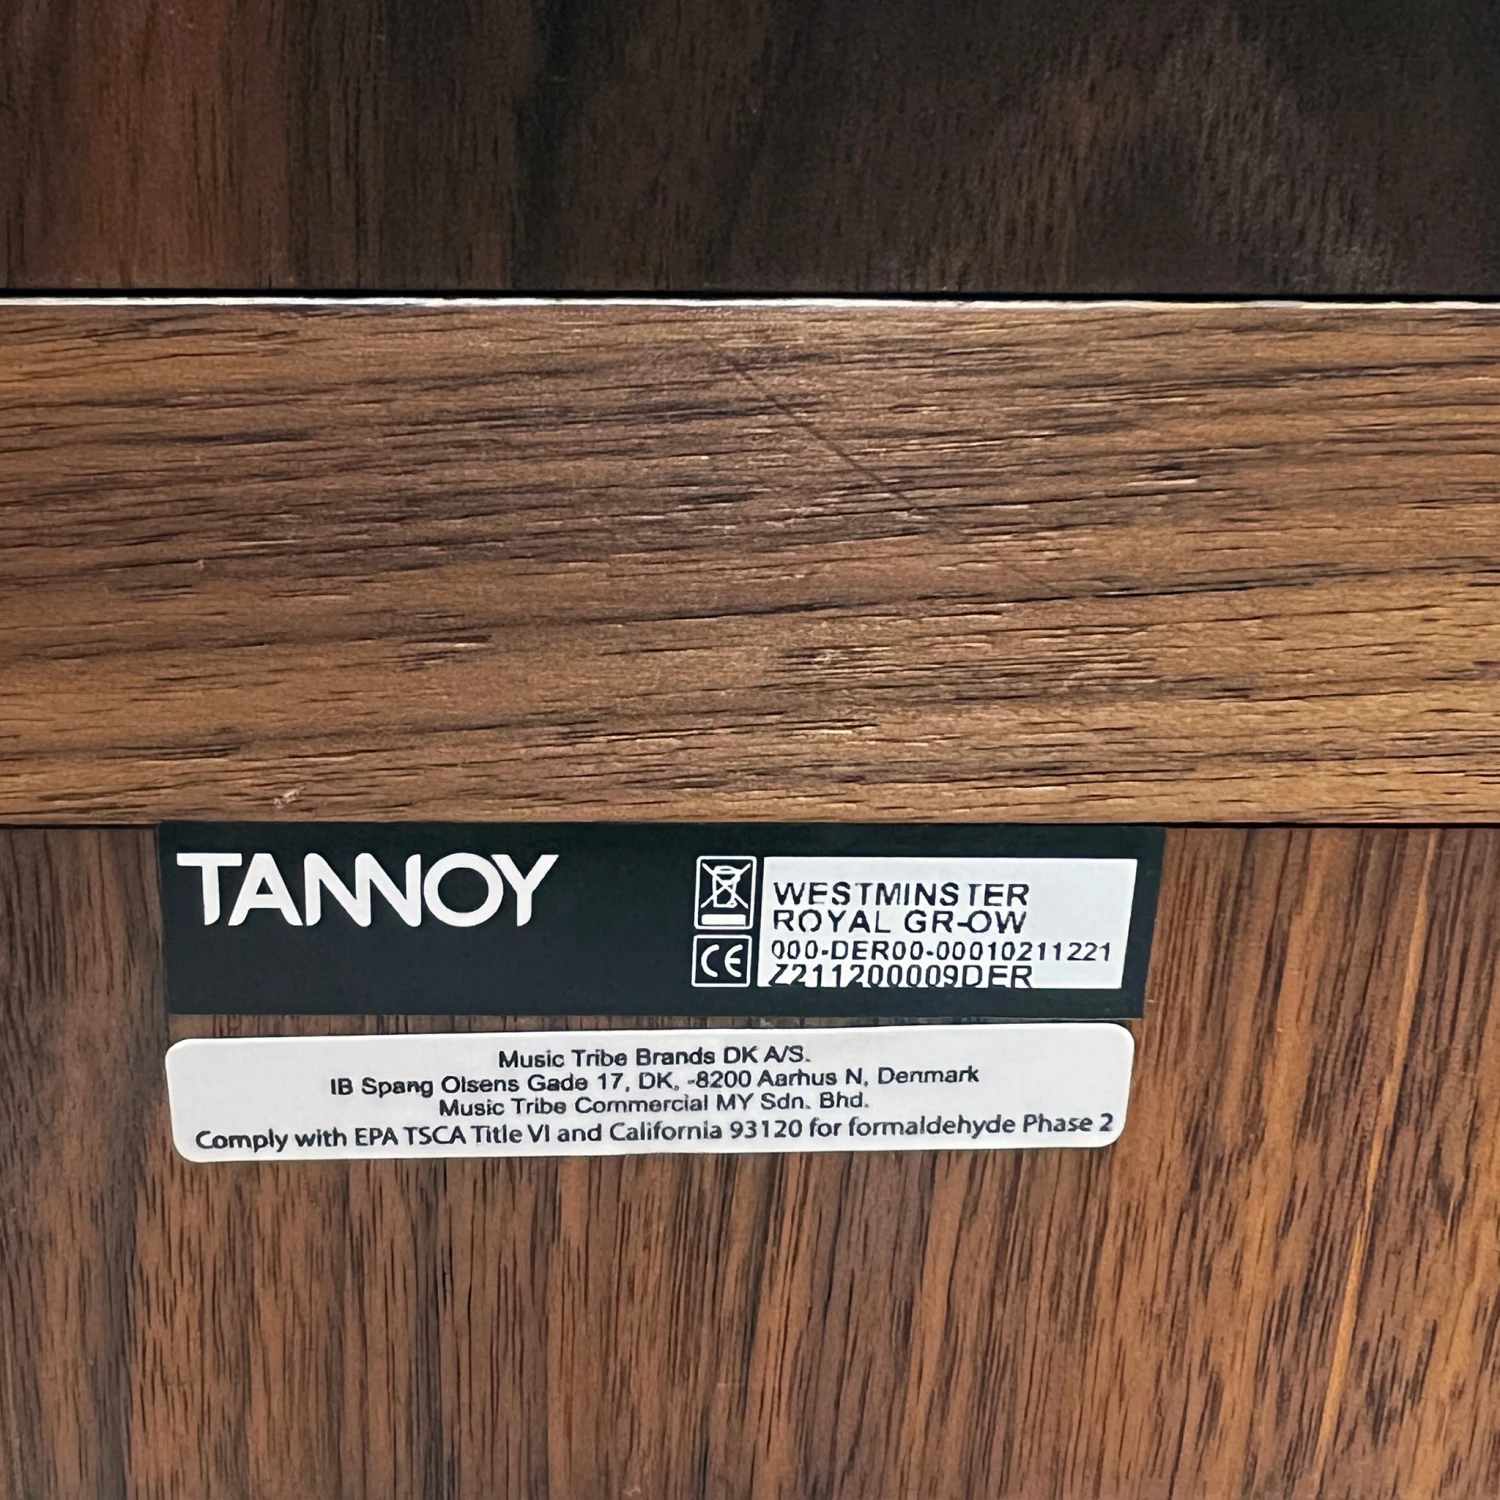 TANNOY
WESTMINSTER
ROYAL GR-OW
000-DER00-00010211221
Z211200009DER
CE
Music Tribe Brands DK A/S.
IB Spang Olsens Gade 17, DK, -8200 Aarhus N, Denmark
Music Tribe Commercial MY Sdn. Bhd.
Comply with EPA TSCA Title VI and California 93120 for formaldehyde Phase 2